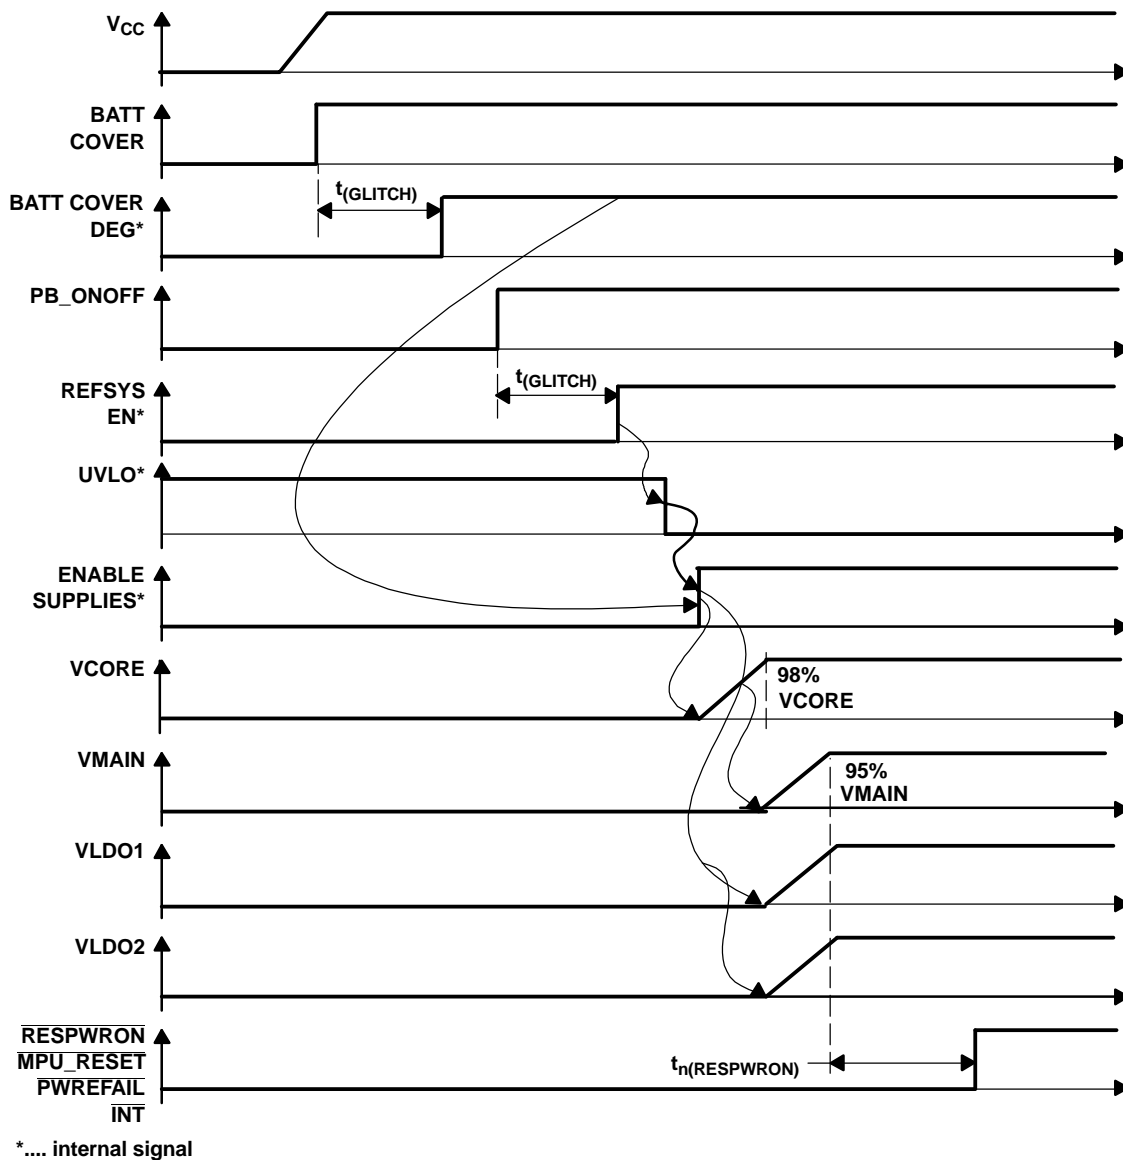 VCC
BATT
COVER
t(GLITCH)
BATT COVER
DEG*
PB_ONOFF
t(GLITCH)
REFSYS
EN*
UVLO*
ENABLE
SUPPLIES*
VCORE
98%
VCORE
VMAIN
95%
VMAIN
VLDO1
VLDO2
RESPWRON
MPU_RESET
tn(RESPWRON)
PWREFAIL
INT
*.... internal signal